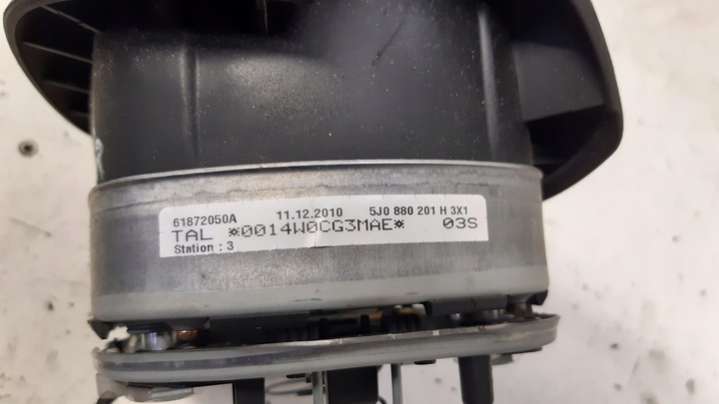 61872050A 11.12.2010 5J0 880 201 H 3X1
TAL *0014W0CG3MAE* 03S
Station : 3